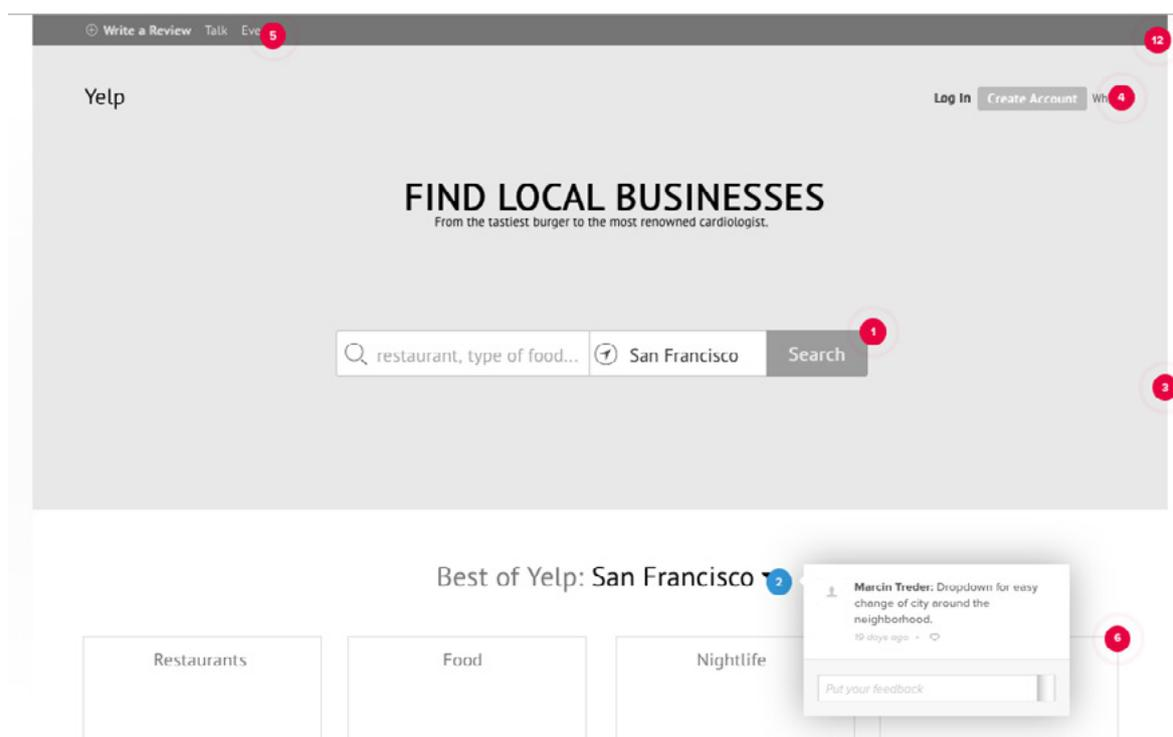 Write a Review Talk Eve
5
12
Yelp
Log In Create Account Wh
4
FIND LOCAL BUSINESSES
From the tastiest burger to the most renowned cardiologist.
1
restaurant, type of food... San Francisco Search
3
Best of Yelp: San Francisco
2
Marcin Treder: Dropdown for easy
change of city around the
neighborhood.
19 days ago •
Put your feedback
6
Restaurants Food Nightlife